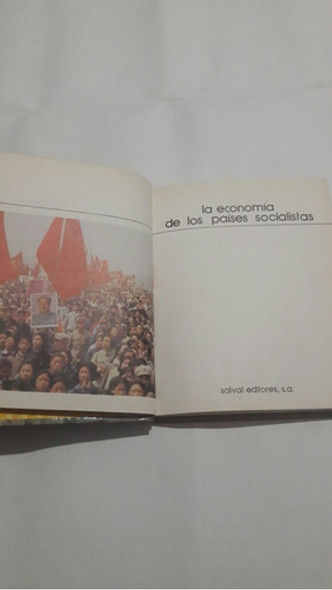 la economía
de los países socialistas
salvat editores, s.a.